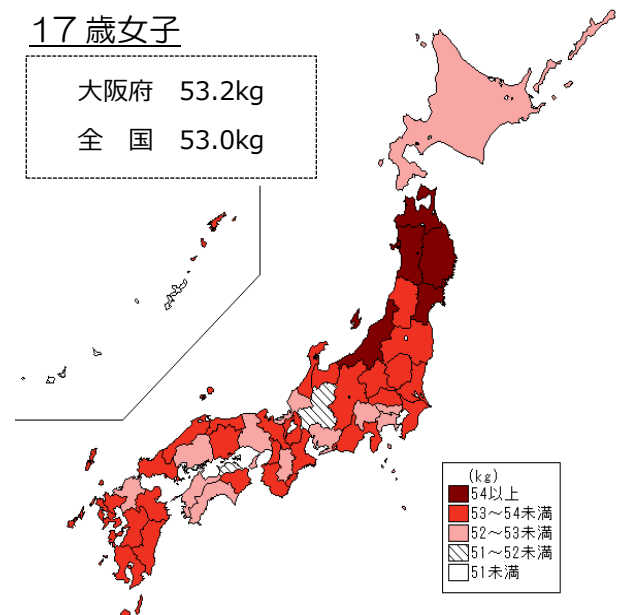 17歳女子
大阪府 53.2kg
全 国 53.0kg
(kg)
54以上
53～54未満
52～53未満
51～52未満
51未満